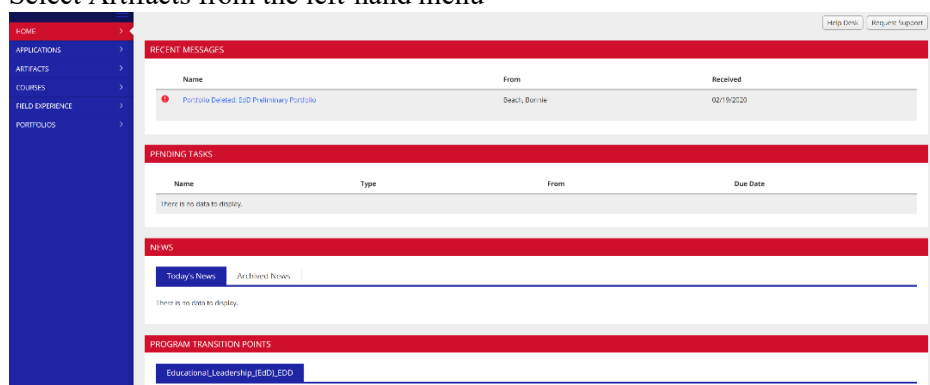 Select Artifacts from the left-hand menu
Help Desk Request Support
HOME
APPLICATIONS
ARTIFACTS
COURSES
FIELD EXPERIENCE
PORTFOLIOS
RECENT MESSAGES
Name From Received
Portfolio Deleted: EdD Preliminary Portfolio Beach, Bonnie 02/19/2020
PENDING TASKS
Name Type From Due Date
There is no data to display.
NEWS
Today's News Archived News
There is no data to display.
PROGRAM TRANSITION POINTS
Educational_Leadership_(EdD)_EDD